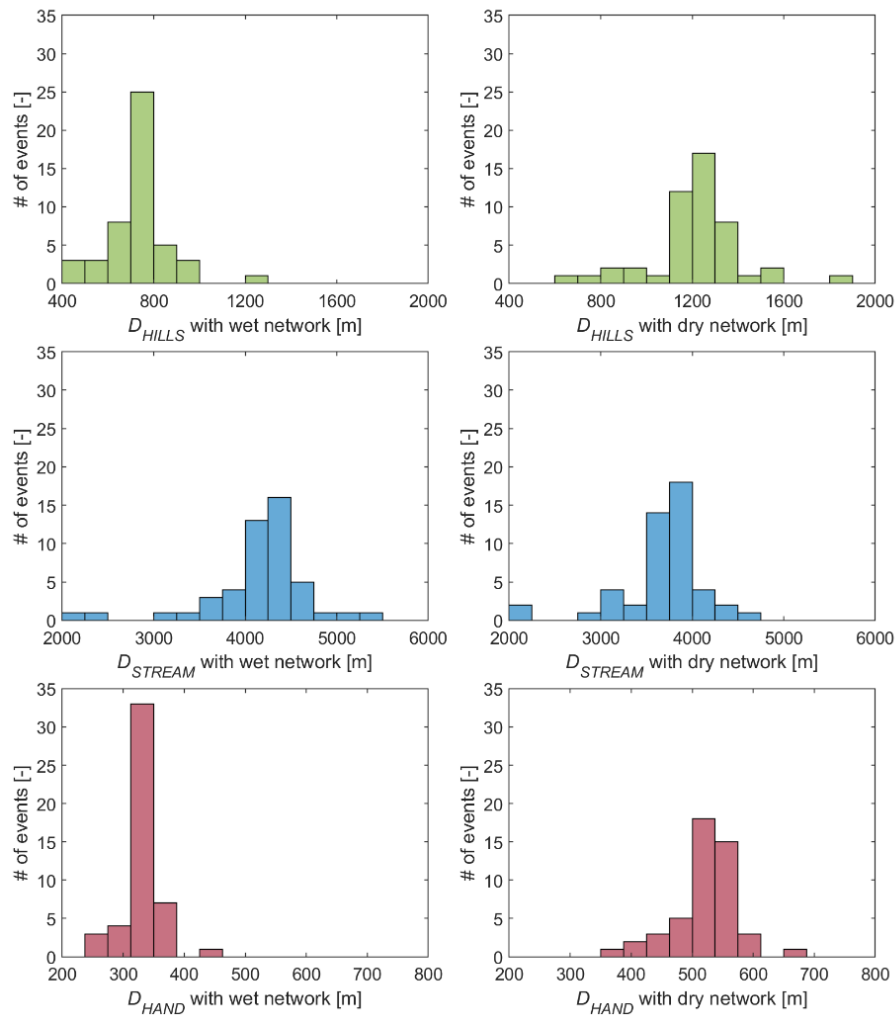 35
30
25
20
15
10
5
0
# of events [-]
400 800 1200 1600 2000
D_HILLS with wet network [m]
35
30
25
20
15
10
5
0
# of events [-]
400 800 1200 1600 2000
D_HILLS with dry network [m]
35
30
25
20
15
10
5
0
# of events [-]
2000 3000 4000 5000 6000
D_STREAM with wet network [m]
35
30
25
20
15
10
5
0
# of events [-]
2000 3000 4000 5000 6000
D_STREAM with dry network [m]
35
30
25
20
15
10
5
0
# of events [-]
200 300 400 500 600 700 800
D_HAND with wet network [m]
35
30
25
20
15
10
5
0
# of events [-]
200 300 400 500 600 700 800
D_HAND with dry network [m]